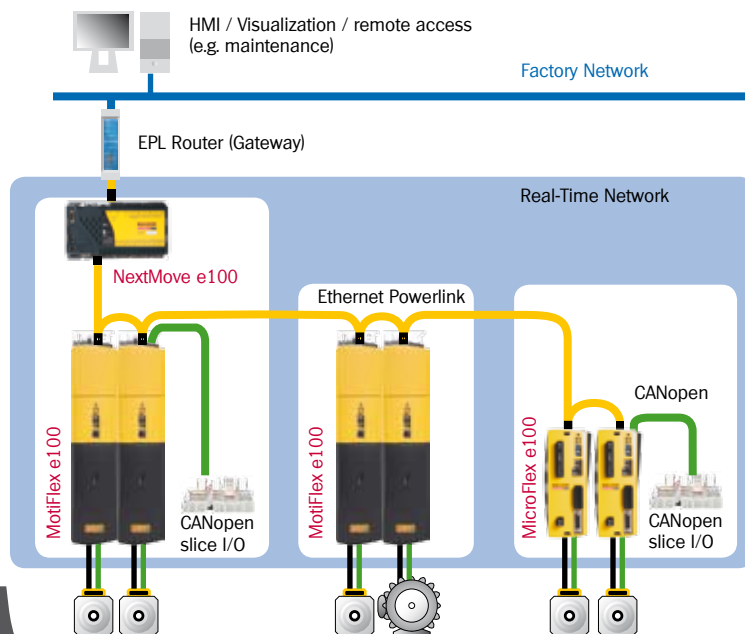 HMI / Visualization / remote access
(e.g. maintenance)
Factory Network
EPL Router (Gateway)
Real-Time Network
NextMove e100
Ethernet Powerlink
CANopen
MotiFlex e100
MotiFlex e100
MicroFlex e100
CANopen
slice I/O
CANopen
slice I/O